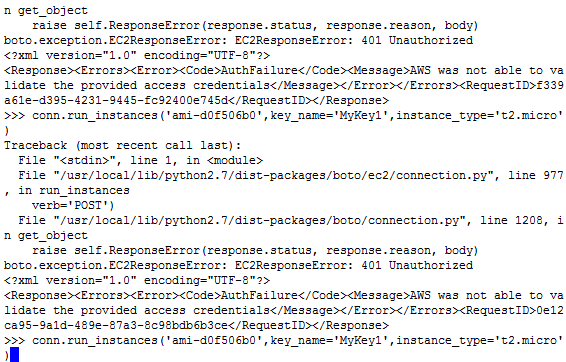 n get_object
    raise self.ResponseError(response.status, response.reason, body)
boto.exception.EC2ResponseError: EC2ResponseError: 401 Unauthorized
<?xml version="1.0" encoding="UTF-8"?>
<Response><Errors><Error><Code>AuthFailure</Code><Message>AWS was not able to va
lidate the provided access credentials</Message></Error></Errors><RequestID>f339
a61e-d395-4231-9445-fc92400e745d</RequestID></Response>
>>> conn.run_instances('ami-d0f506b0',key_name='MyKey1',instance_type='t2.micro'
)
Traceback (most recent call last):
  File "<stdin>", line 1, in <module>
  File "/usr/local/lib/python2.7/dist-packages/boto/ec2/connection.py", line 977
, in run_instances
    verb='POST')
  File "/usr/local/lib/python2.7/dist-packages/boto/connection.py", line 1208, i
n get_object
    raise self.ResponseError(response.status, response.reason, body)
boto.exception.EC2ResponseError: EC2ResponseError: 401 Unauthorized
<?xml version="1.0" encoding="UTF-8"?>
<Response><Errors><Error><Code>AuthFailure</Code><Message>AWS was not able to va
lidate the provided access credentials</Message></Error></Errors><RequestID>0e12
ca95-9a1d-489e-87a3-8c98bdb6b3ce</RequestID></Response>
>>> conn.run_instances('ami-d0f506b0',key_name='MyKey1',instance_type='t2.micro'
)